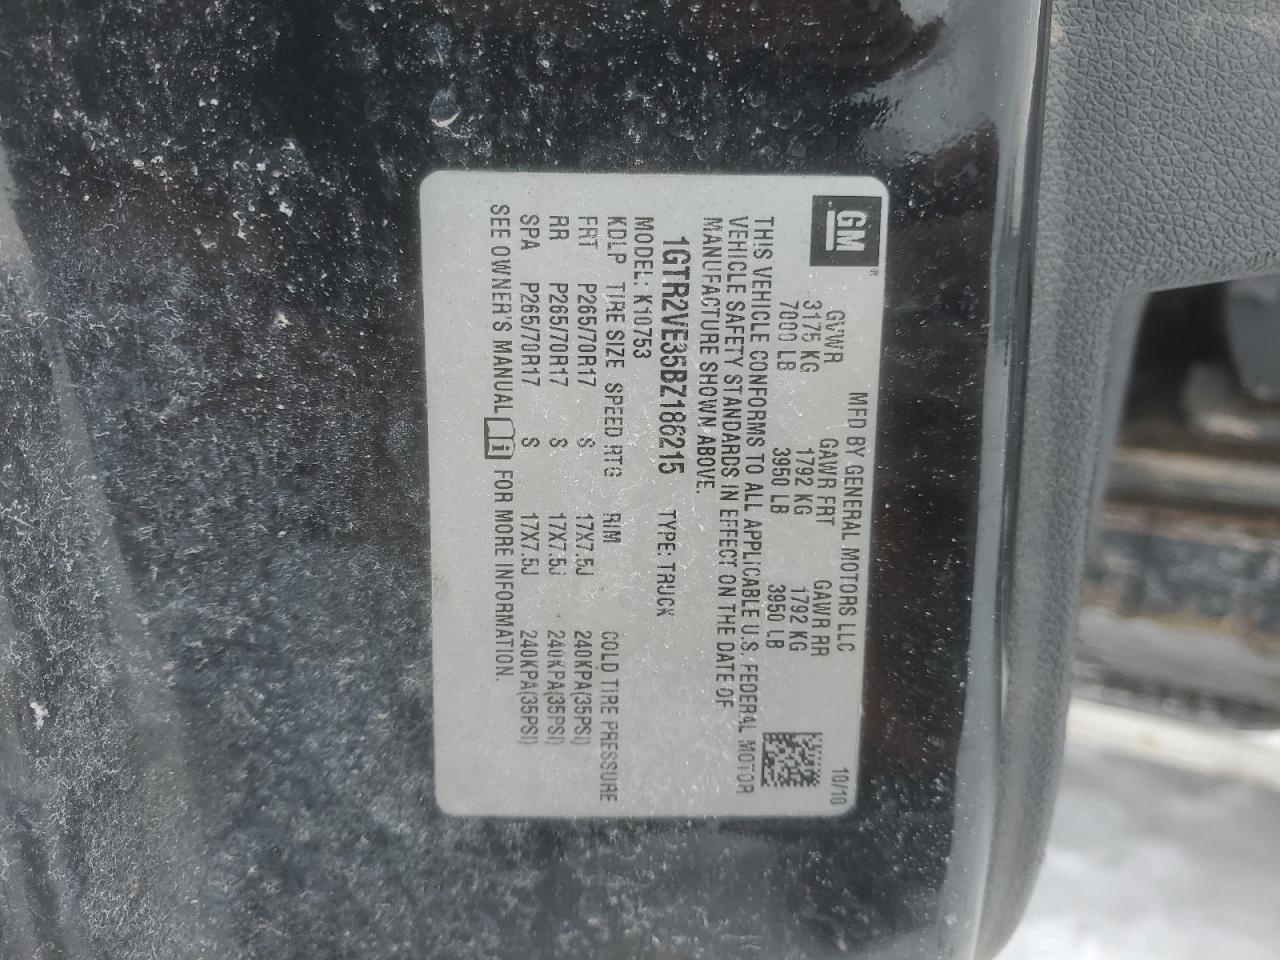 GM®
MFD BY GENERAL MOTORS LLC 10/10
GVWR GAWR FRT GAWR RR
3175 KG 1792 KG 1792 KG
7000 LB 3950 LB 3950 LB
THIS VEHICLE CONFORMS TO ALL APPLICABLE U.S. FEDERAL MOTOR
VEHICLE SAFETY STANDARDS IN EFFECT ON THE DATE OF
MANUFACTURE SHOWN ABOVE.
1GTR2VE35BZ186215 TYPE: TRUCK
MODEL: K10753
KDLP TIRE SIZE SPEED RTG RIM COLD TIRE PRESSURE
FRT P265/70R17 S 17X7.5J 240KPA(35PSI)
RR P265/70R17 S 17X7.5J 240KPA(35PSI)
SPA P265/70R17 S 17X7.5J 240KPA(35PSI)
SEE OWNER'S MANUAL i FOR MORE INFORMATION.